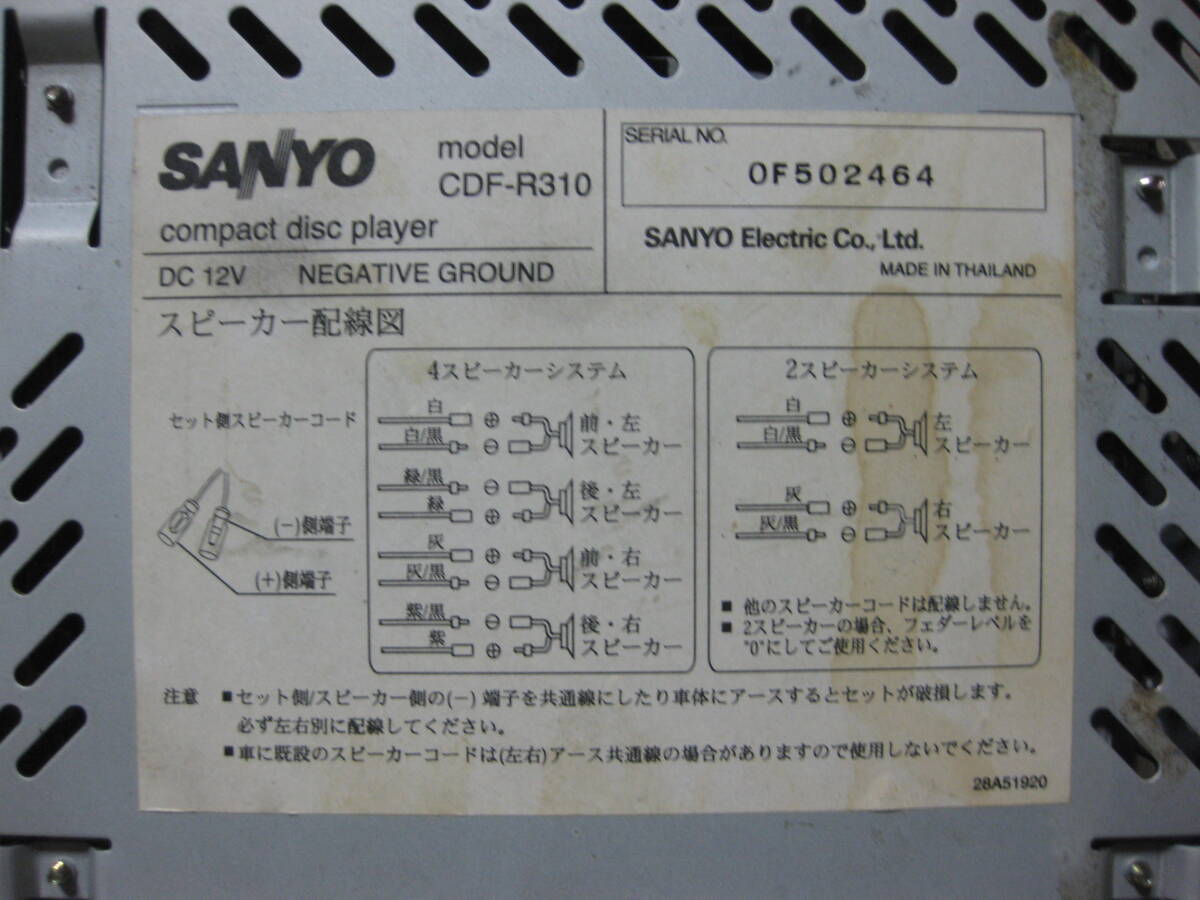 SANYO
model
CDF-R310
compact disc player
DC 12V NEGATIVE GROUND
SERIAL NO.
0F502464
SANYO Electric Co., Ltd.
MADE IN THAILAND
スピーカー配線図
セット側スピーカーコード
(−)側端子
(+)側端子
4スピーカーシステム
白
⊕ 前・左
白/黒
⊖ スピーカー
緑/黒
⊖ 後・左
緑
⊕ スピーカー
灰
⊕ 前・右
灰/黒
⊖ スピーカー
紫/黒
⊖ 後・右
紫
⊕ スピーカー
2スピーカーシステム
白
⊕ 左
白/黒
⊖ スピーカー
灰
⊕ 右
灰/黒
⊖ スピーカー
■ 他のスピーカーコードは配線しません。
■ 2スピーカーの場合、フェダーレベルを
"0"にしてご使用ください。
注意 ■セット側/スピーカー側の(−)端子を共通線にしたり車体にアースするとセットが破損します。
必ず左右別に配線してください。
■車に既設のスピーカーコードは(左右)アース共通線の場合がありますので使用しないでください。
28A51920